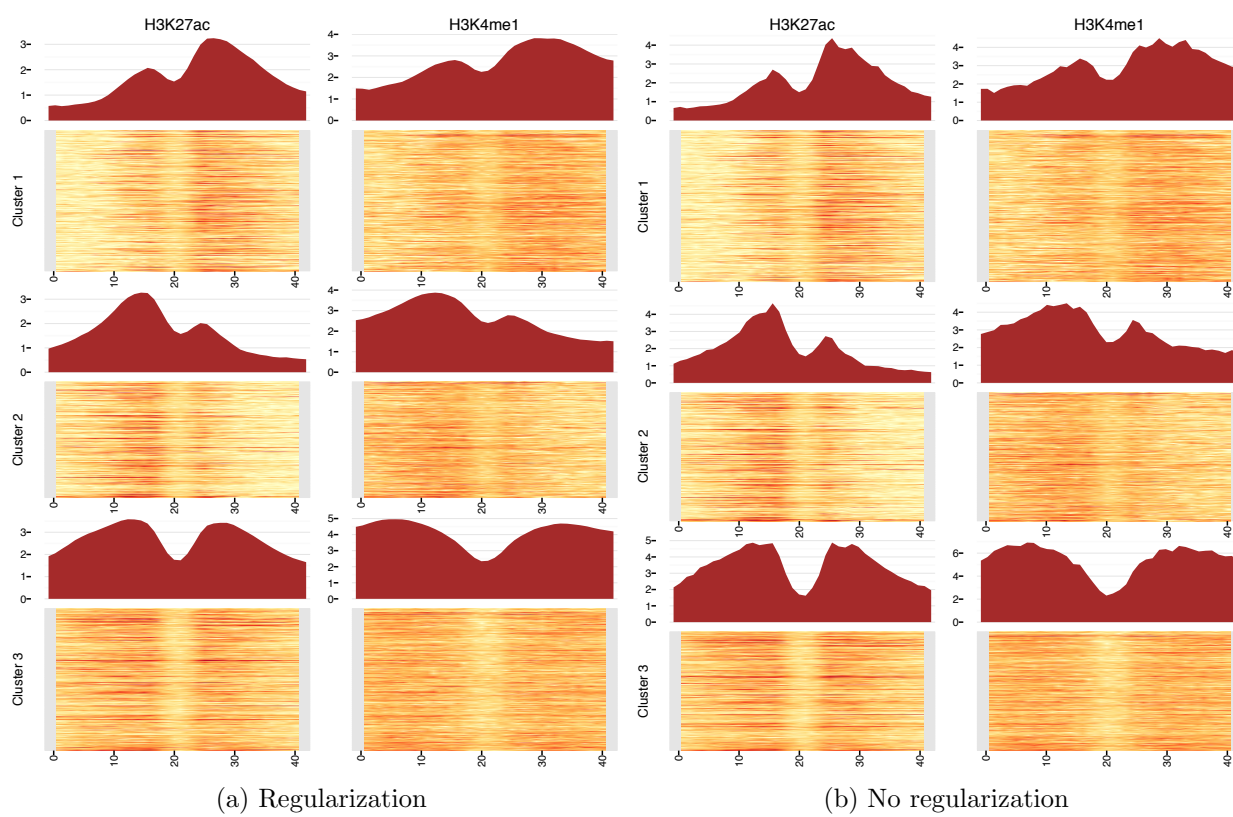 H3K27ac H3K4me1 H3K27ac H3K4me1
3 2 1 0
4 3 2 1 0
4 3 2 1 0
4 3 2 1 0
Cluster 1 Cluster 1
0 10 20 30 40 0 10 20 30 40 0 10 20 30 40 0 10 20 30 40
3 2 1 0
4 3 2 1 0
4 3 2 1 0
4 3 2 1 0
Cluster 2 Cluster 2
0 10 20 30 40 0 10 20 30 40 0 10 20 30 40 0 10 20 30 40
3 2 1 0
5 4 3 2 1 0
5 4 3 2 1 0
6 4 2 0
Cluster 3 Cluster 3
0 10 20 30 40 0 10 20 30 40 0 10 20 30 40 0 10 20 30 40
(a) Regularization (b) No regularization